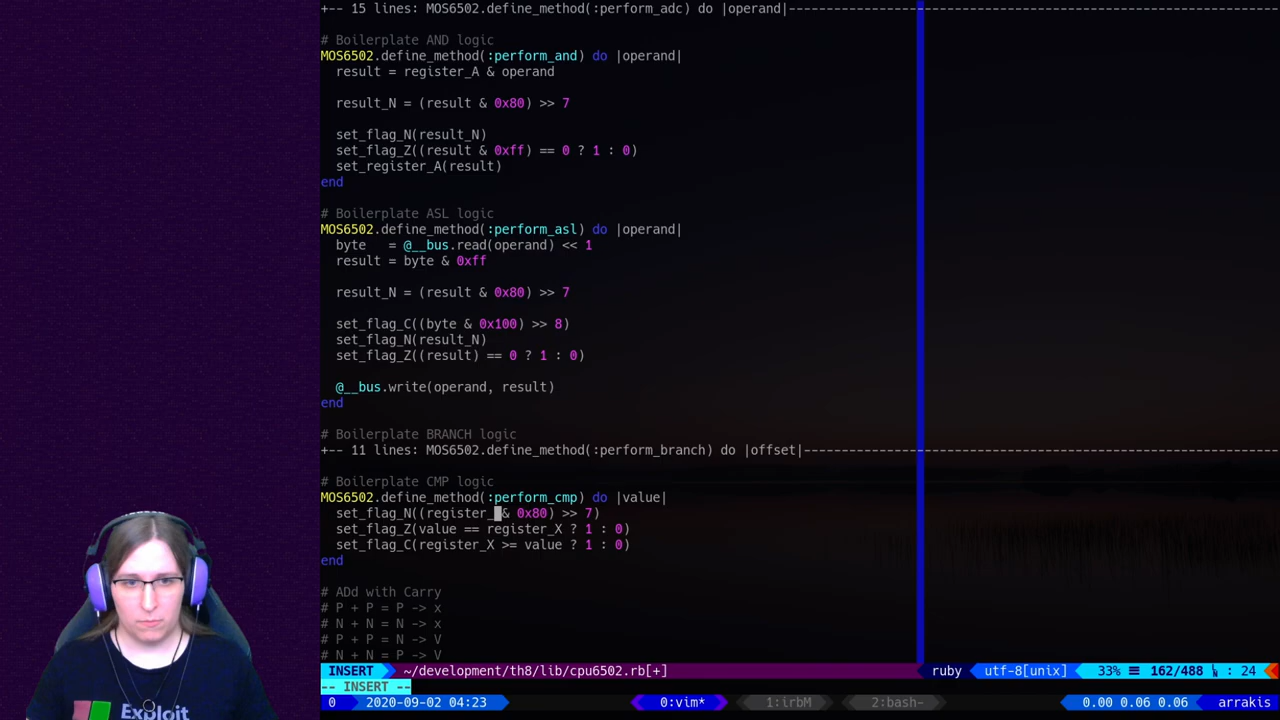 +-- 15 lines: MOS6502.define_method(:perform_adc) do |operand|--------------------------------------------------
# Boilerplate AND logic
MOS6502.define_method(:perform_and) do |operand|
  result = register_A & operand
  result_N = (result & 0x80) >> 7
  set_flag_N(result_N)
  set_flag_Z((result & 0xff) == 0 ? 1 : 0)
  set_register_A(result)
end
# Boilerplate ASL logic
MOS6502.define_method(:perform_asl) do |operand|
  byte   = @__bus.read(operand) << 1
  result = byte & 0xff
  result_N = (result & 0x80) >> 7
  set_flag_C((byte & 0x100) >> 8)
  set_flag_N(result_N)
  set_flag_Z((result) == 0 ? 1 : 0)
  @__bus.write(operand, result)
end
# Boilerplate BRANCH logic
+-- 11 lines: MOS6502.define_method(:perform_branch) do |offset|--------------------------------------------------
# Boilerplate CMP logic
MOS6502.define_method(:perform_cmp) do |value|
  set_flag_N((register_ & 0x80) >> 7)
  set_flag_Z(value == register_X ? 1 : 0)
  set_flag_C(register_X >= value ? 1 : 0)
end
# ADd with Carry
# P + P = P -> x
# N + N = N -> x
# P + P = N -> V
# N + N = P -> V
INSERT ~/development/th8/lib/cpu6502.rb[+] ruby utf-8[unix] 33% ≡ 162/488 ㏑ : 24
-- INSERT --
0 2020-09-02 04:23 0:vim* 1:irbM 2:bash- 0.00 0.06 0.06 arrakis
Exploit